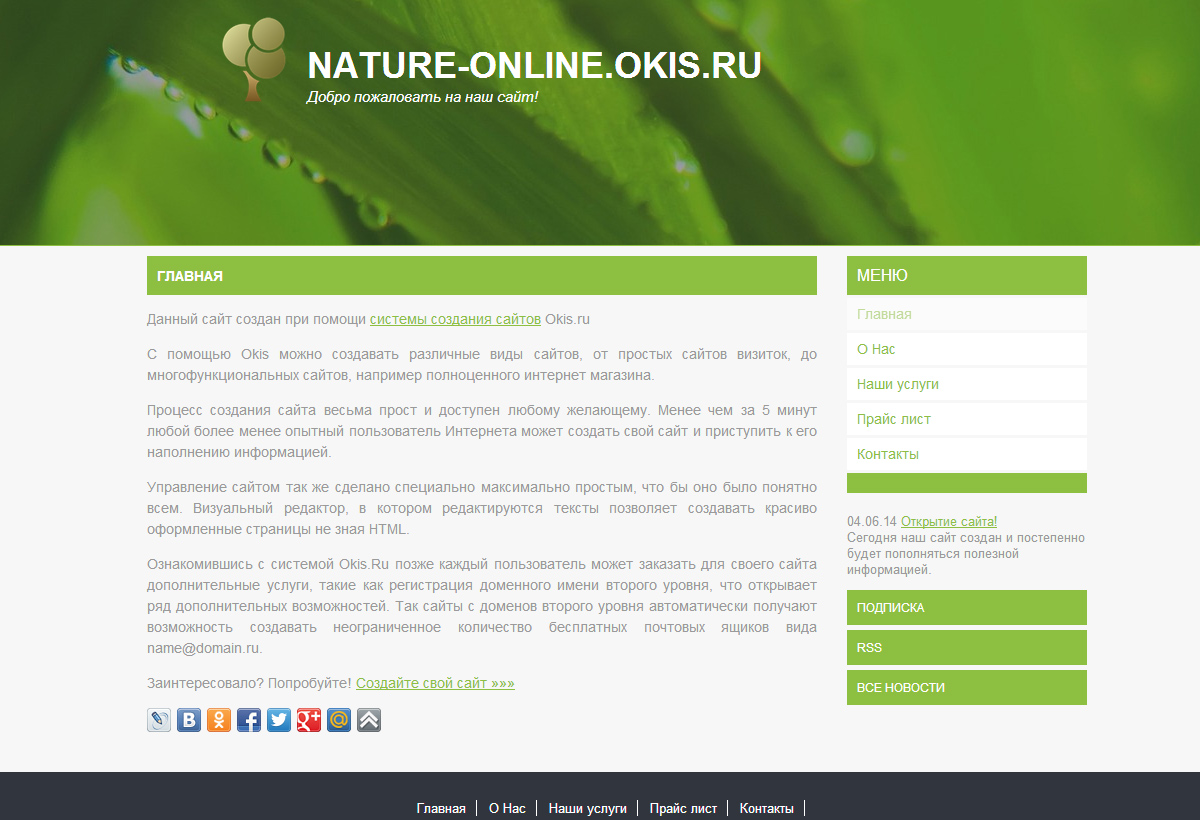 NATURE-ONLINE.OKIS.RU
Добро пожаловать на наш сайт!
ГЛАВНАЯ
Данный сайт создан при помощи системы создания сайтов Okis.ru
С помощью Okis можно создавать различные виды сайтов, от простых сайтов визиток, до
многофункциональных сайтов, например полноценного интернет магазина.
Процесс создания сайта весьма прост и доступен любому желающему. Менее чем за 5 минут
любой более менее опытный пользователь Интернета может создать свой сайт и приступить к его
наполнению информацией.
Управление сайтом так же сделано специально максимально простым, что бы оно было понятно
всем. Визуальный редактор, в котором редактируются тексты позволяет создавать красиво
оформленные страницы не зная HTML.
Ознакомившись с системой Okis.Ru позже каждый пользователь может заказать для своего сайта
дополнительные услуги, такие как регистрация доменного имени второго уровня, что открывает
ряд дополнительных возможностей. Так сайты с доменов второго уровня автоматически получают
возможность создавать неограниченное количество бесплатных почтовых ящиков вида
name@domain.ru.
Заинтересовало? Попробуйте! Создайте свой сайт »»»
МЕНЮ
Главная
О Нас
Наши услуги
Прайс лист
Контакты
04.06.14 Открытие сайта!
Сегодня наш сайт создан и постепенно
будет пополняться полезной
информацией.
ПОДПИСКА
RSS
ВСЕ НОВОСТИ
Главная
О Нас
Наши услуги
Прайс лист
Контакты